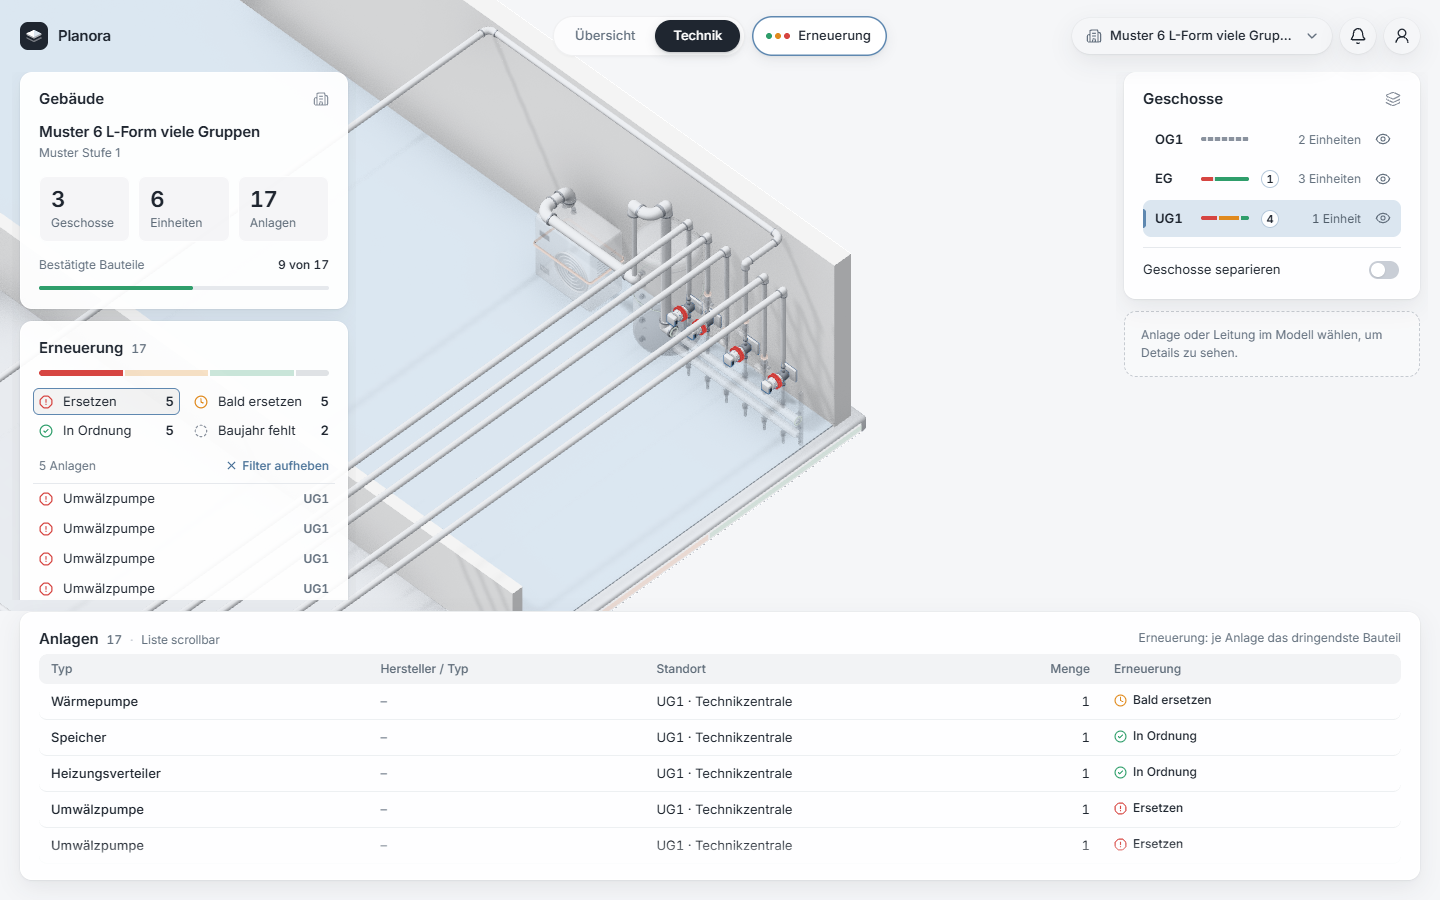 Planora
Übersicht
Technik
Erneuerung
Muster 6 L-Form viele Grup...
Gebäude
Muster 6 L-Form viele Gruppen
Muster Stufe 1
3
Geschosse
6
Einheiten
17
Anlagen
Bestätigte Bauteile
9 von 17
Erneuerung 17
Ersetzen 5
Bald ersetzen 5
In Ordnung 5
Baujahr fehlt 2
5 Anlagen
Filter aufheben
Umwälzpumpe UG1
Umwälzpumpe UG1
Umwälzpumpe UG1
Umwälzpumpe UG1
Geschosse
OG1 2 Einheiten
EG 1 3 Einheiten
UG1 4 1 Einheit
Geschosse separieren
Anlage oder Leitung im Modell wählen, um
Details zu sehen.
Anlagen 17 · Liste scrollbar
Erneuerung: je Anlage das dringendste Bauteil
Typ Hersteller / Typ Standort Menge Erneuerung
Wärmepumpe – UG1 · Technikzentrale 1 Bald ersetzen
Speicher – UG1 · Technikzentrale 1 In Ordnung
Heizungsverteiler – UG1 · Technikzentrale 1 In Ordnung
Umwälzpumpe – UG1 · Technikzentrale 1 Ersetzen
Umwälzpumpe – UG1 · Technikzentrale 1 Ersetzen